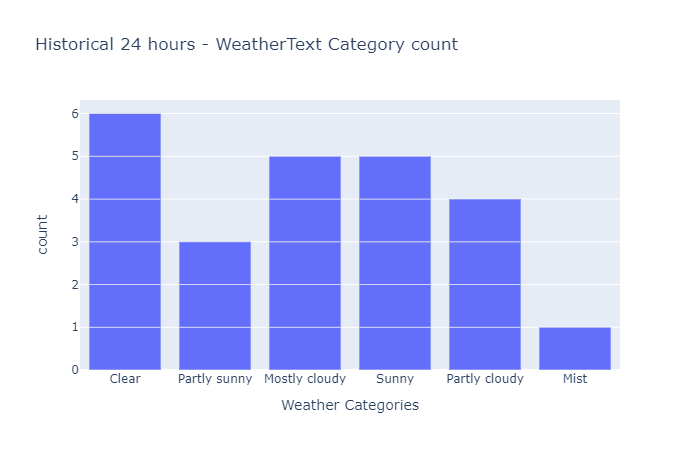 Historical 24 hours - WeatherText Category count
count
6
5
4
3
2
1
0
Clear
Partly sunny
Mostly cloudy
Sunny
Partly cloudy
Mist
Weather Categories